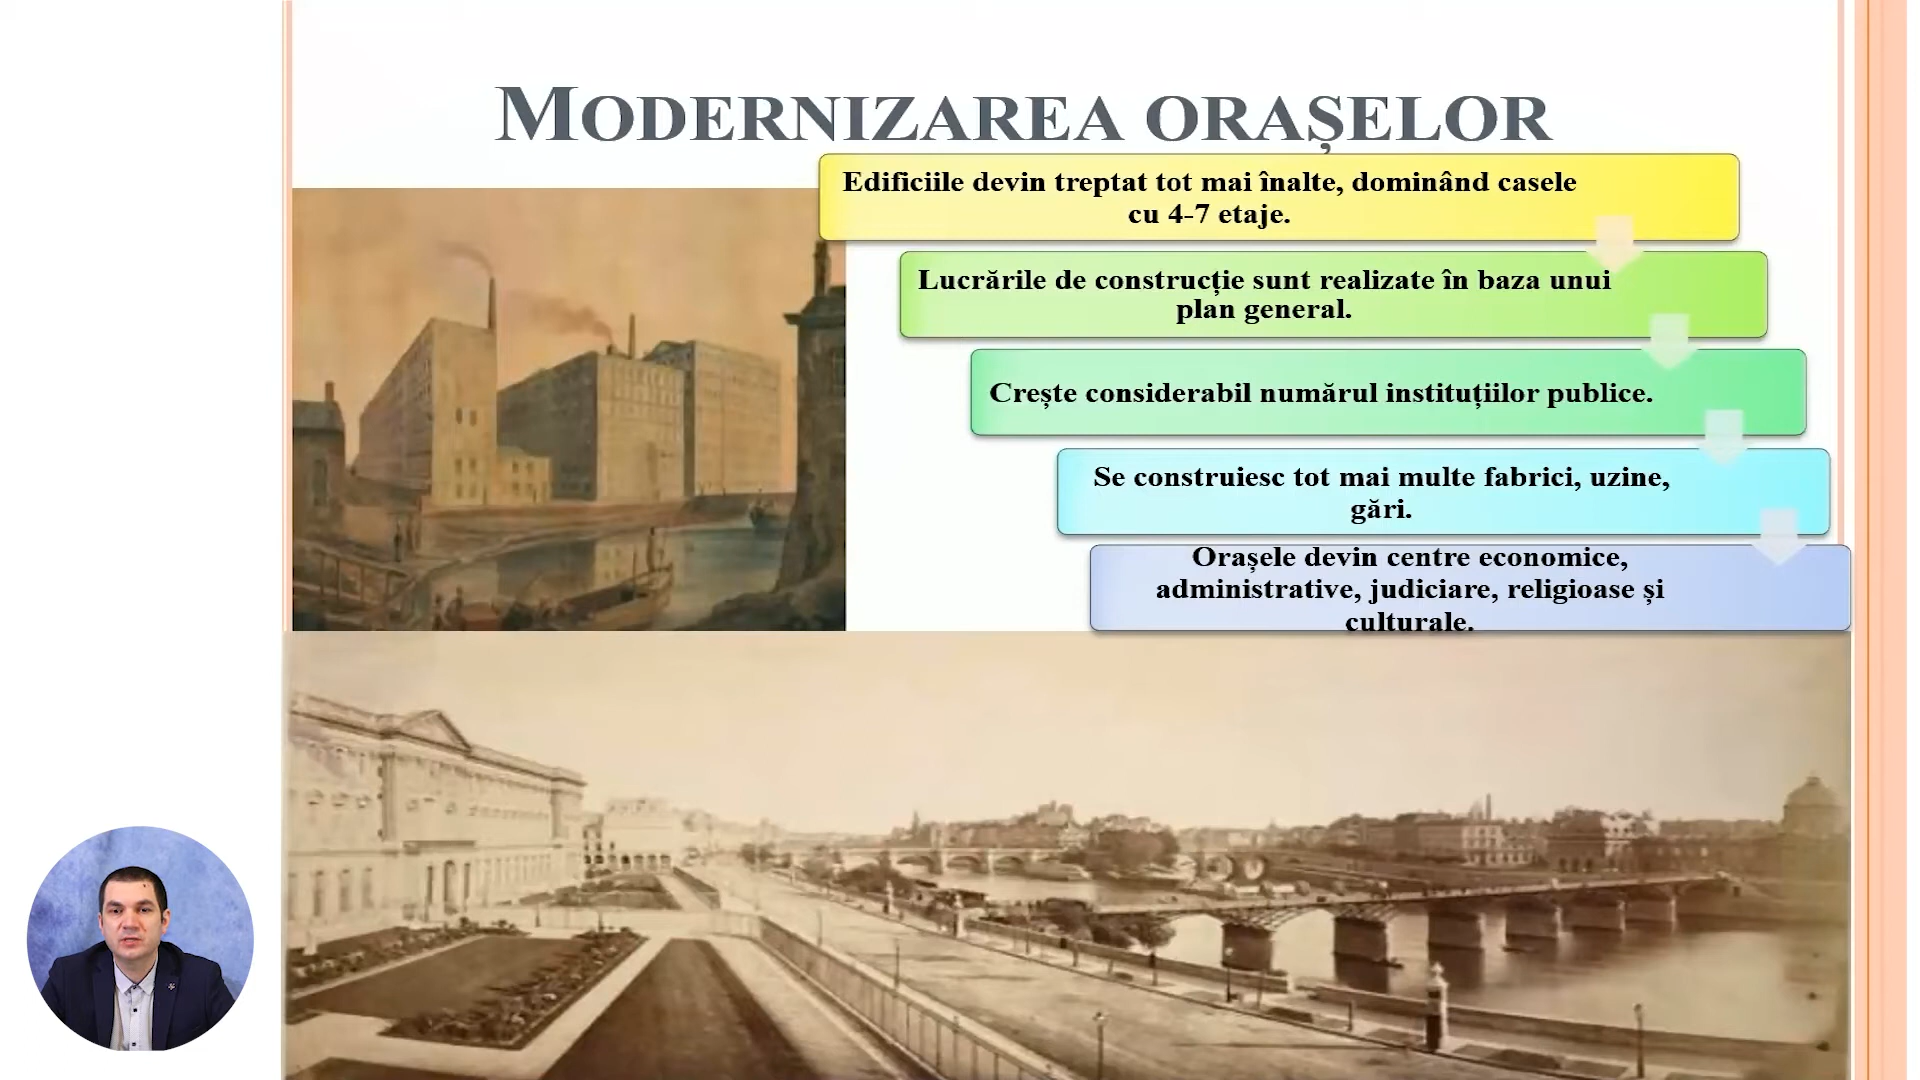 MODERNIZAREA ORAȘELOR
Edificiile devin treptat tot mai înalte, dominând casele
cu 4-7 etaje.
Lucrările de construcție sunt realizate în baza unui
plan general.
Crește considerabil numărul instituțiilor publice.
Se construiesc tot mai multe fabrici, uzine,
gări.
Orașele devin centre economice,
administrative, judiciare, religioase și
culturale.